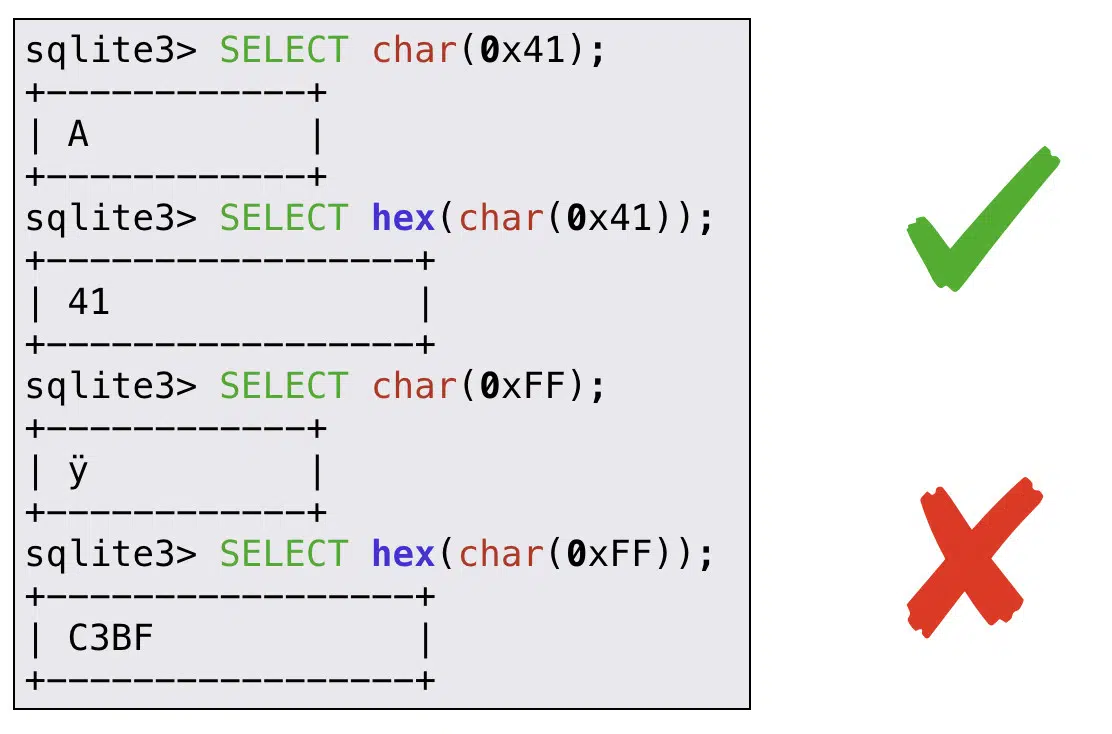 sqlite3> SELECT char(0x41);
+------------+
| A          |
+------------+
sqlite3> SELECT hex(char(0x41));
+-----------------+
| 41              |
+-----------------+
sqlite3> SELECT char(0xFF);
+------------+
| ÿ          |
+------------+
sqlite3> SELECT hex(char(0xFF));
+-----------------+
| C3BF            |
+-----------------+